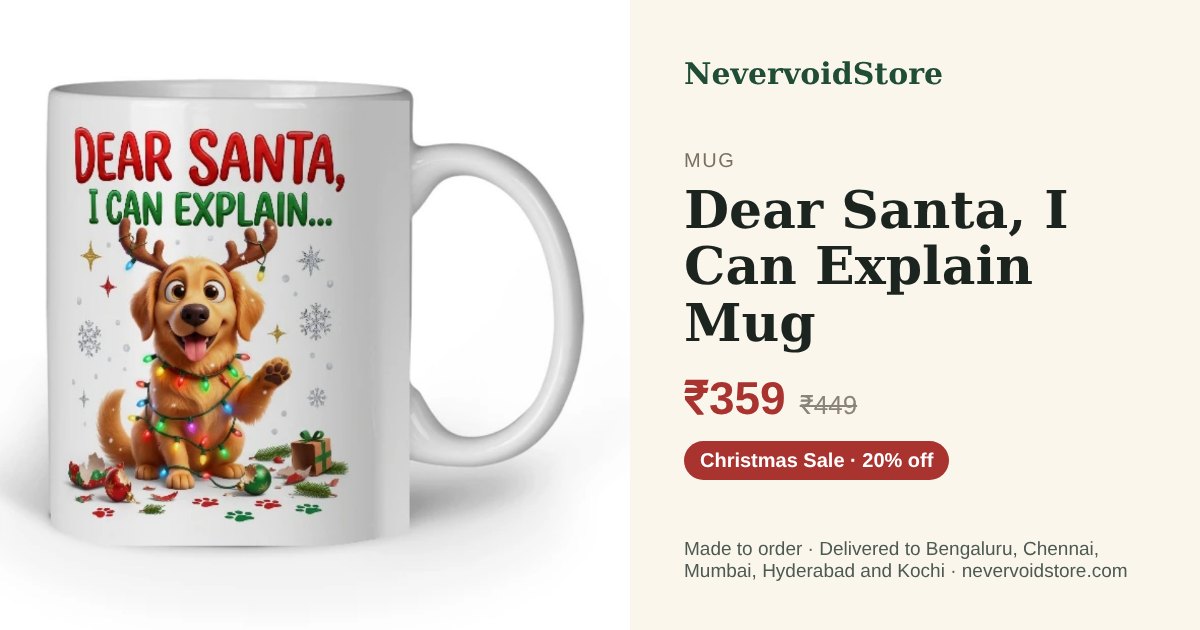 DEAR SANTA,
I CAN EXPLAIN...
NevervoidStore
MUG
Dear Santa, I
Can Explain
Mug
₹359 ₹449
Christmas Sale · 20% off
Made to order · Delivered to Bengaluru, Chennai,
Mumbai, Hyderabad and Kochi · nevervoidstore.com